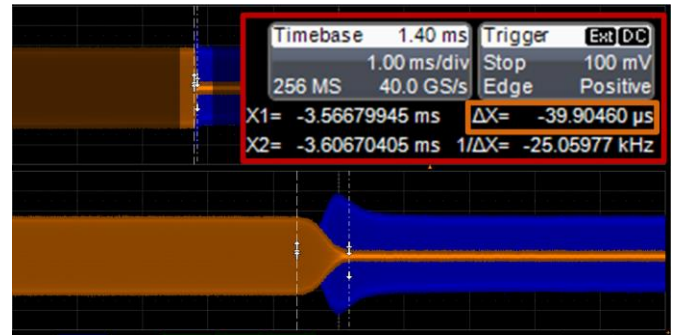 Timebase 1.40 ms Trigger Ext DC
1.00 ms/div Stop 100 mV
256 MS 40.0 GS/s Edge Positive
X1= -3.56679945 ms ΔX= -39.90460 µs
X2= -3.60670405 ms 1/ΔX= -25.05977 kHz